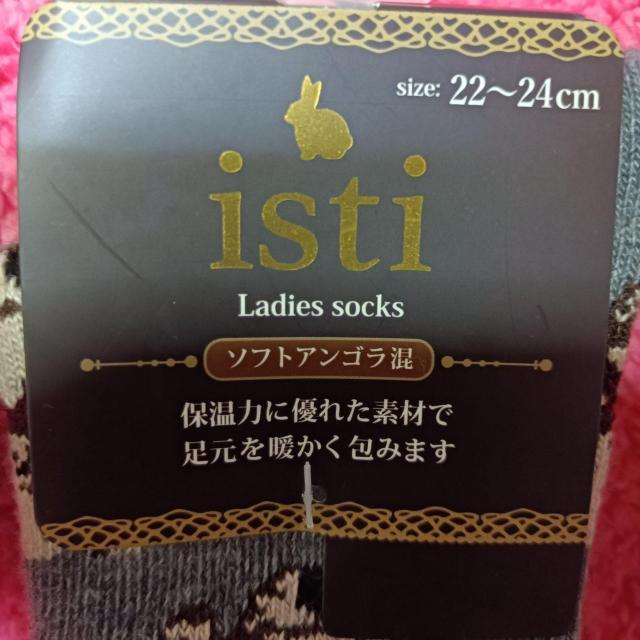 size: 22～24cm
isti
Ladies socks
ソフトアンゴラ混
保温力に優れた素材で
足元を暖かく包みます